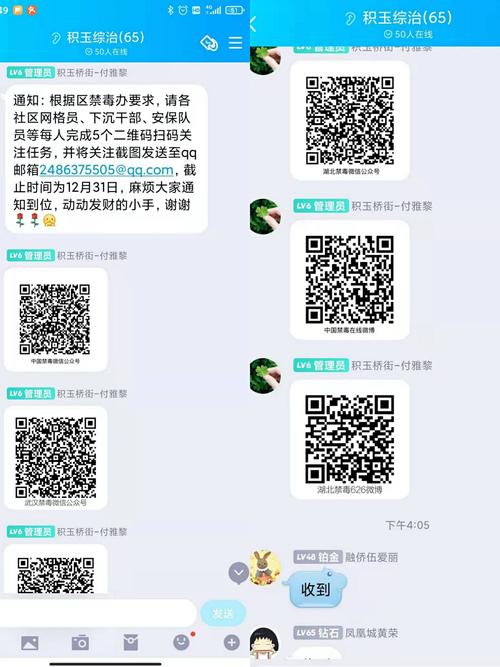 49
4G
HD
51
积玉综治(65)
50人在线
LV6 管理员 积玉桥街-付雅黎
通知：根据区禁毒办要求，请各
社区网格员、下沉干部、安保队
员等每人完成5个二维码扫码关
注任务，并将关注截图发送至qq
邮箱2486375505@qq.com，截
止时间为12月31日，麻烦大家通
知到位，动动发财的小手，谢谢
LV6 管理员 积玉桥街-付雅黎
中国禁毒微信公众号
LV6 管理员 积玉桥街-付雅黎
武汉禁毒微信公众号
LV6 管理员 积玉桥街-付雅黎
发送
积玉综治(65)
50人在线
湖北禁毒微信公众号
LV6 管理员 积玉桥街-付雅黎
中国禁毒在线微博
LV6 管理员 积玉桥街-付雅黎
湖北禁毒626微博
下午4:05
LV48 铂金 融侨伍爱丽
收到
LV65 钻石 凤凰城黄荣